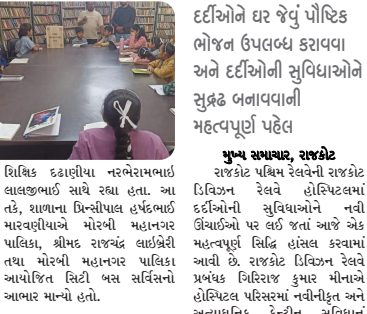 શિક્ષિક દઢાણીયા નરભેરામભાઇ
લાલજીભાઈ સાથે રહ્યા હતા. આ
તકે, શાળાના પ્રિન્સીપાલ હર્ષદભાઈ
મારવણીયાએ મોરબી મહાનગર
પાલિકા, શ્રીમદ રાજચંદ્ર લાઇબ્રેરી
તથા મોરબી મહાનગર પાલિકા
આયોજિત સિટી બસ સર્વિસનો
આભાર માન્યો હતો.
દર્દીઓને ઘર જેવું પૌષ્ટિક
ભોજન ઉપલબ્ધ કરાવવા
અને દર્દીઓની સુવિધાઓને
સુદ્રઢ બનાવવાની
મહત્વપૂર્ણ પહેલ
મુખ્ય સમાચાર, રાજકોટ
રાજકોટ પશ્ચિમ રેલવેની રાજકોટ
ડિવિઝન રેલવે હોસ્પિટલમાં
દર્દીઓની સુવિધાઓને નવી
ઊંચાઈઓ પર લઈ જતાં આજે એક
મહત્વપૂર્ણ સિદ્ધિ હાંસલ કરવામાં
આવી છે. રાજકોટ ડિવિઝન રેલવે
પ્રબંધક ગિરિરાજ કુમાર મીનાએ
હોસ્પિટલ પરિસરમાં નવીનીકૃત અને
અત્યાધુનિક કેન્ટીન સુવિધાનું